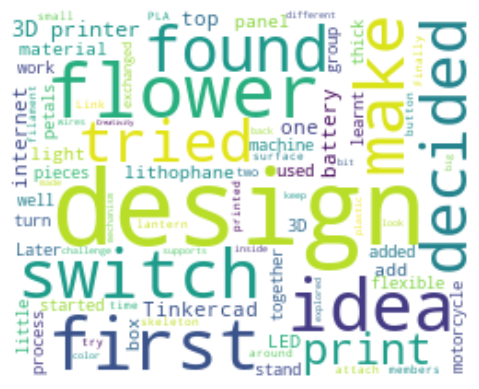 small PLA top panel different
3D printer found group thick make Finally decided
material exchanged
work flower
internet filament petals Link battery one learnt button
wires Creativity tried back machine
light surface
pieces lithophane two used bit big
well design
turn mechanism lantern printed 3D keep plastic look
Later challenge supports inside added
switch together add
flexible
started time Tinkercad idea explored motorcycle
little process first try box skeleton LED print
color around
stand attach members
made